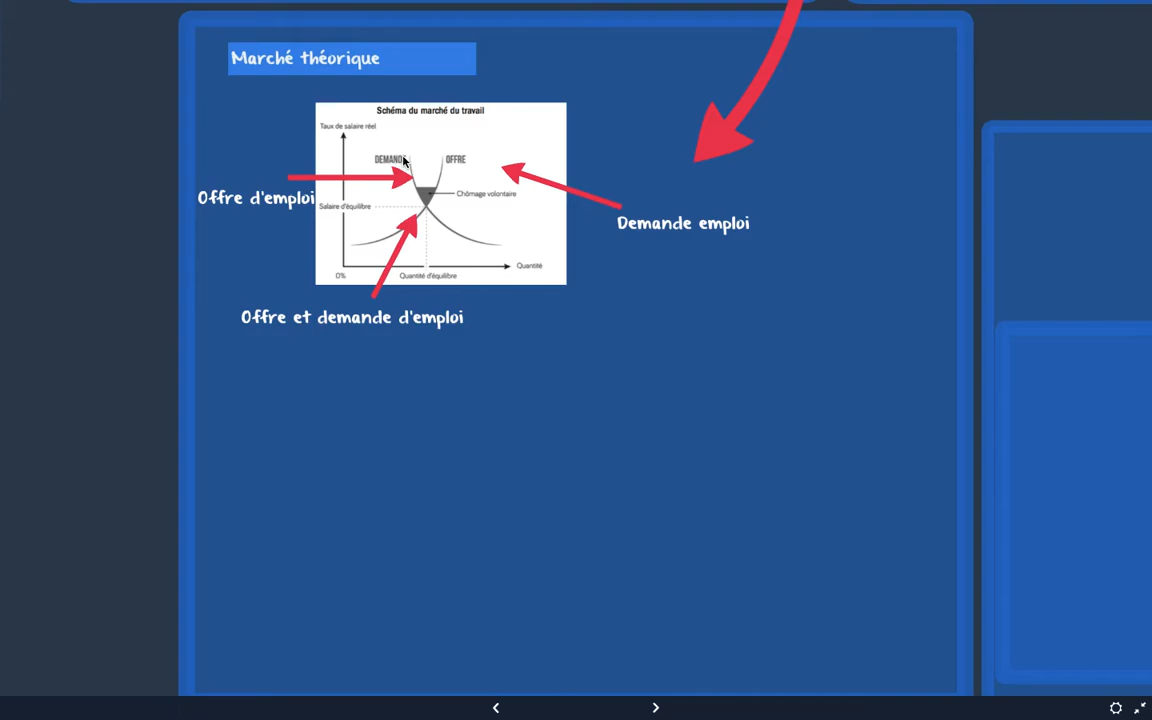 Marché théorique
Schéma du marché du travail
Taux de salaire réel
DEMANDE OFFRE
Offre d'emploi
Chômage volontaire
Salaire d'équilibre
Demande emploi
Quantité
0%
Quantité d'équilibre
Offre et demande d'emploi